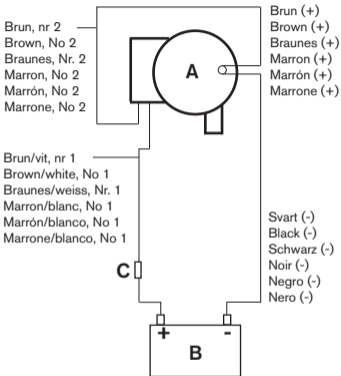 Brun, nr 2
Brown, No 2
Braunes, Nr. 2
Marron, No 2
Marrón, No 2
Marrone, No 2
Brun (+)
Brown (+)
Braunes (+)
Marron (+)
Marrón (+)
Marrone (+)
A
Brun/vit, nr 1
Brown/white, No 1
Braunes/weiss, Nr. 1
Marron/blanc, No 1
Marrón/blanco, No 1
Marrone/blanco, No 1
Svart (-)
Black (-)
Schwarz (-)
Noir (-)
Negro (-)
Nero (-)
C
+ -
B